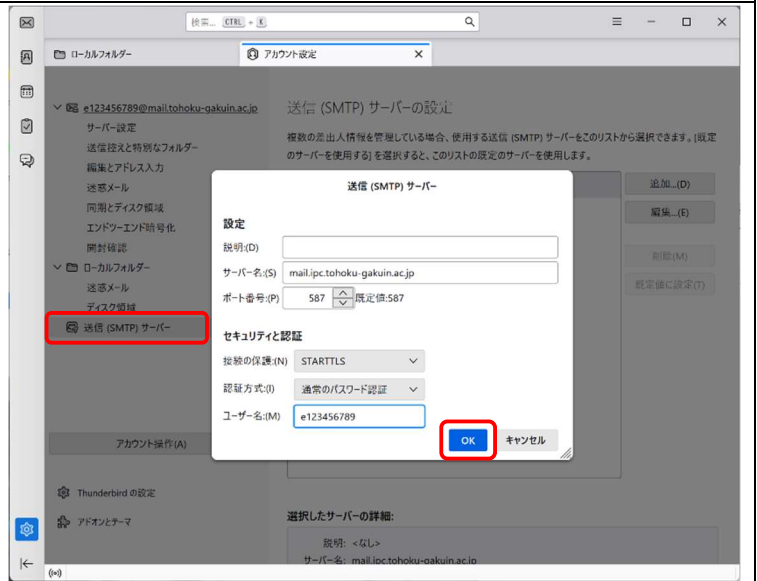 検索... CTRL + K
ローカルフォルダー
アカウント設定
e123456789@mail.tohoku-gakuin.ac.jp
サーバー設定
送信控えと特別なフォルダー
編集とアドレス入力
迷惑メール
同期とディスク領域
エンドツーエンド暗号化
開封確認
ローカルフォルダー
迷惑メール
ディスク領域
送信 (SMTP) サーバー
アカウント操作(A)
Thunderbird の設定
アドオンとテーマ
送信 (SMTP) サーバーの設定
複数の差出人情報を管理している場合、使用する送信 (SMTP) サーバーをこのリストから選択できます。[既定
のサーバーを使用する] を選択すると、このリストの既定のサーバーを使用します。
追加...(D)
編集...(E)
削除(M)
既定値に設定(T)
送信 (SMTP) サーバー
設定
説明:(D)
サーバー名:(S) mail.ipc.tohoku-gakuin.ac.jp
ポート番号:(P) 587 既定値:587
セキュリティと認証
接続の保護:(N) STARTTLS
認証方式:(I) 通常のパスワード認証
ユーザー名:(M) e123456789
OK キャンセル
選択したサーバーの詳細:
説明: <なし>
サーバー名: mail.ipc.tohoku-gakuin.ac.jp